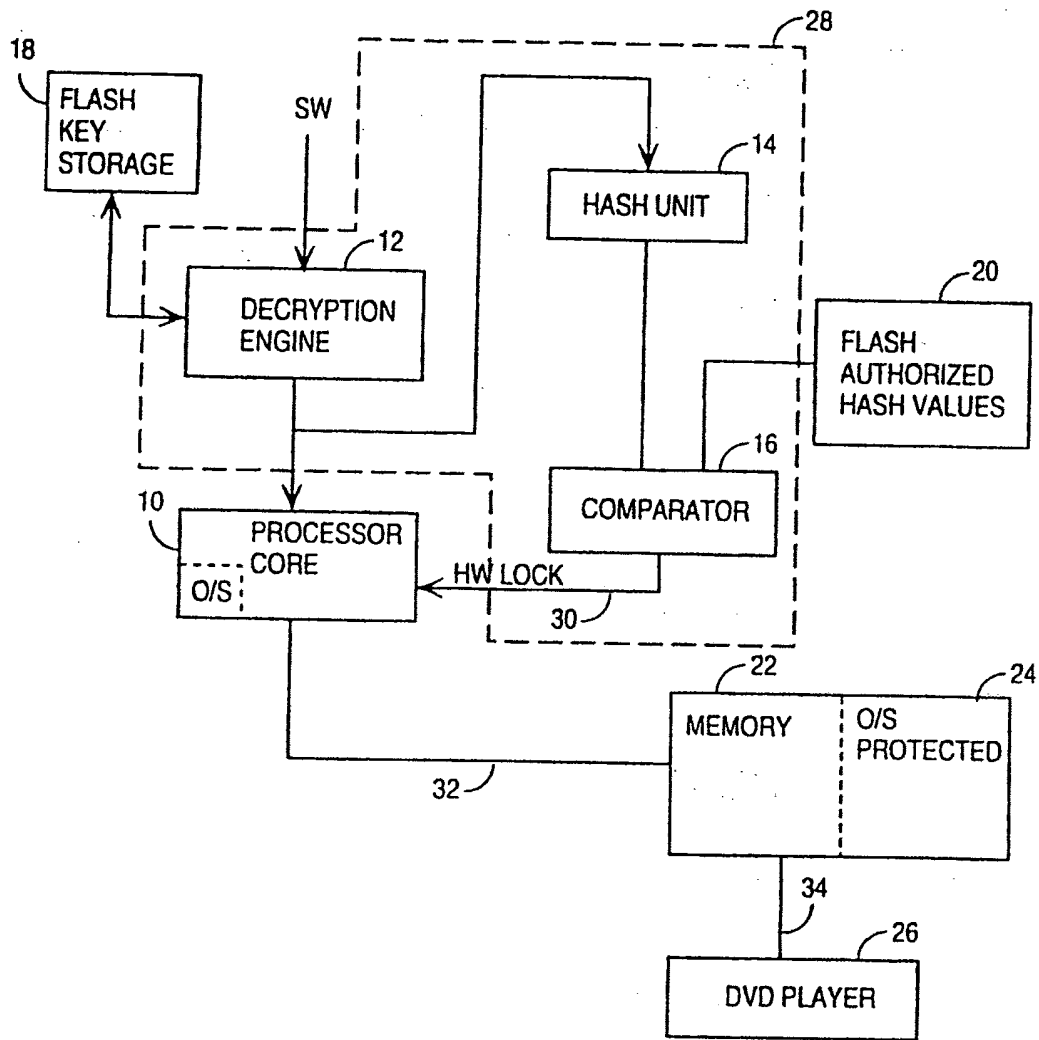 28
18
FLASH
KEY
STORAGE
SW
14
HASH UNIT
12
DECRYPTION
ENGINE
20
FLASH
AUTHORIZED
HASH VALUES
16
COMPARATOR
10
PROCESSOR
CORE
O/S
HW LOCK
30
22
24
MEMORY
O/S
PROTECTED
32
34
26
DVD PLAYER